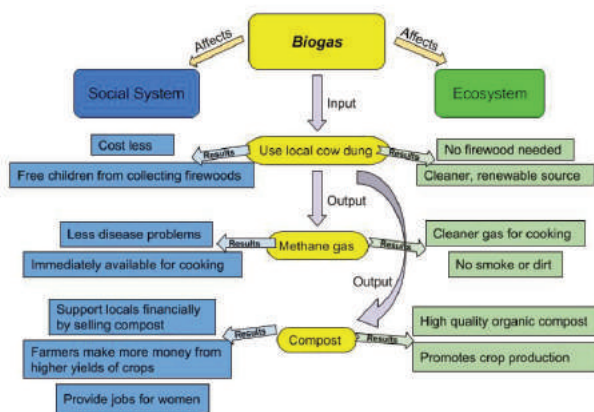 Biogas
Affects
Affects
Social System
Ecosystem
Input
Cost less
Free children from collecting firewoods
Results
Use local cow dung
Results
No firewood needed
Cleaner, renewable source
Output
Less disease problems
Immediately available for cooking
Results
Methane gas
Results
Cleaner gas for cooking
No smoke or dirt
Output
Support locals financially
by selling compost
Farmers make more money from
higher yields of crops
Provide jobs for women
Results
Compost
Results
High quality organic compost
Promotes crop production